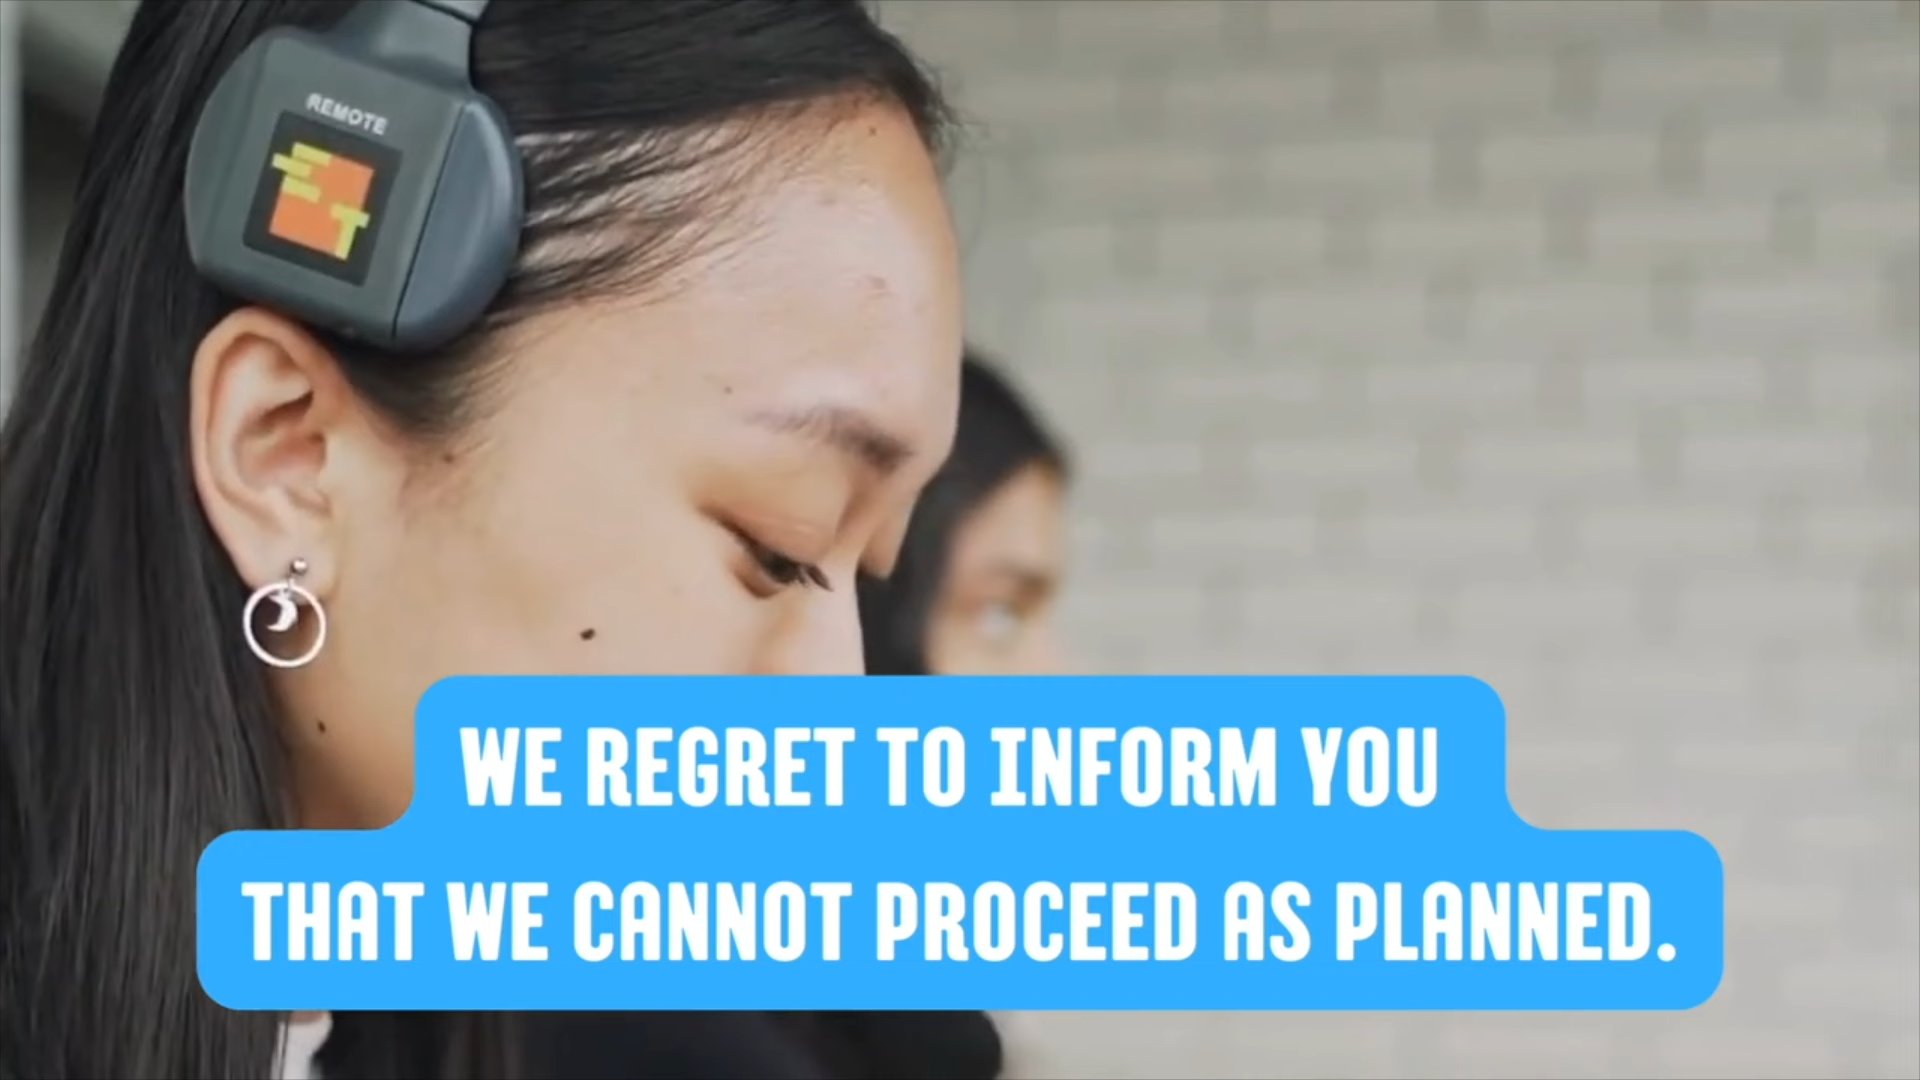 REMOTE
WE REGRET TO INFORM YOU
THAT WE CANNOT PROCEED AS PLANNED.